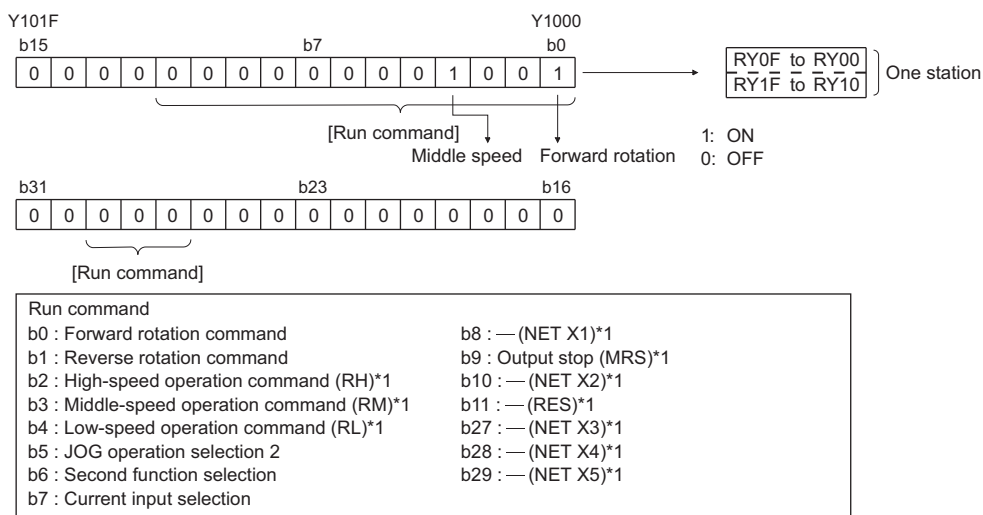 Y101F Y1000
b15 b7 b0
0 0 0 0 0 0 0 0 0 0 0 0 1 0 0 1
RY0F to RY00
RY1F to RY10
One station
[Run command]
Middle speed Forward rotation
1: ON
0: OFF
b31 b23 b16
0 0 0 0 0 0 0 0 0 0 0 0 0 0 0 0
[Run command]
Run command
b0 : Forward rotation command
b1 : Reverse rotation command
b2 : High-speed operation command (RH)*1
b3 : Middle-speed operation command (RM)*1
b4 : Low-speed operation command (RL)*1
b5 : JOG operation selection 2
b6 : Second function selection
b7 : Current input selection
b8 : — (NET X1)*1
b9 : Output stop (MRS)*1
b10 : — (NET X2)*1
b11 : — (RES)*1
b27 : — (NET X3)*1
b28 : — (NET X4)*1
b29 : — (NET X5)*1